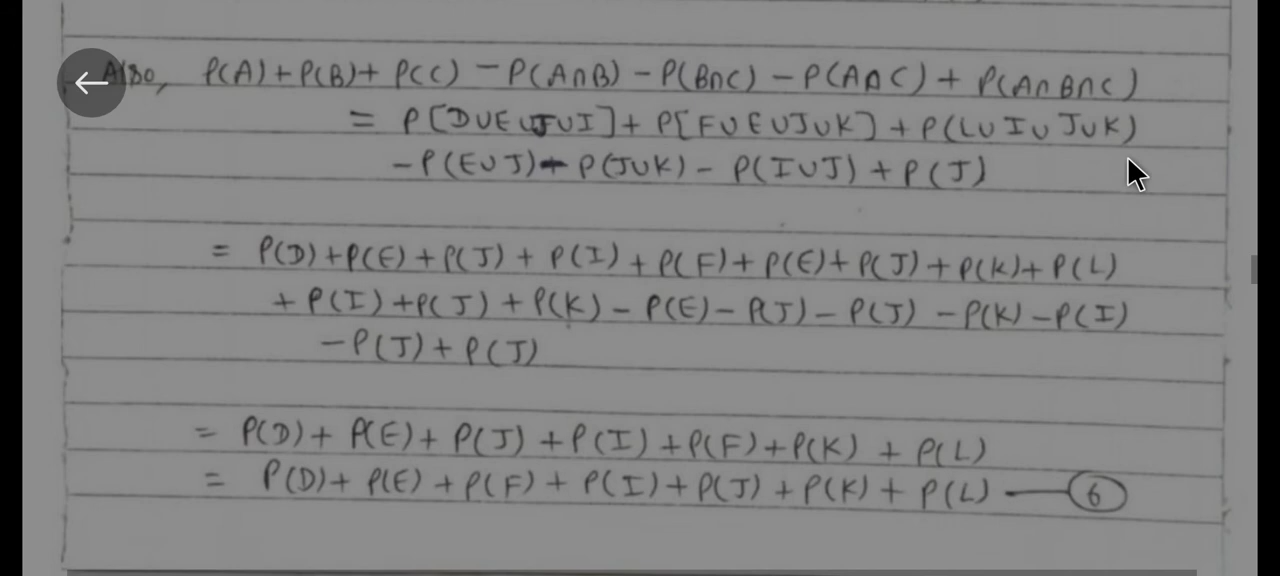 Also, P(A)+P(B)+ P(C) - P(A∩B) - P(B∩C) - P(A∩C) + P(A∩B∩C)
= P[D∪E∪J∪I]+ P[F∪E∪J∪K] + P(L∪I∪J∪K)
- P(E∪J) - P(J∪K) - P(I∪J) + P(J)
= P(D)+P(E)+P(J)+ P(I)+P(F)+ P(E)+P(J)+P(K)+P(L)
+ P(I)+P(J)+P(K) - P(E) - P(J) - P(J) - P(K) - P(I)
- P(J)+ P(J)
= P(D)+ P(E)+ P(J) +P(I) +P(F)+P(K) + P(L)
= P(D)+ P(E) +P(F) + P(I)+P(J) +P(K) + P(L) — 6